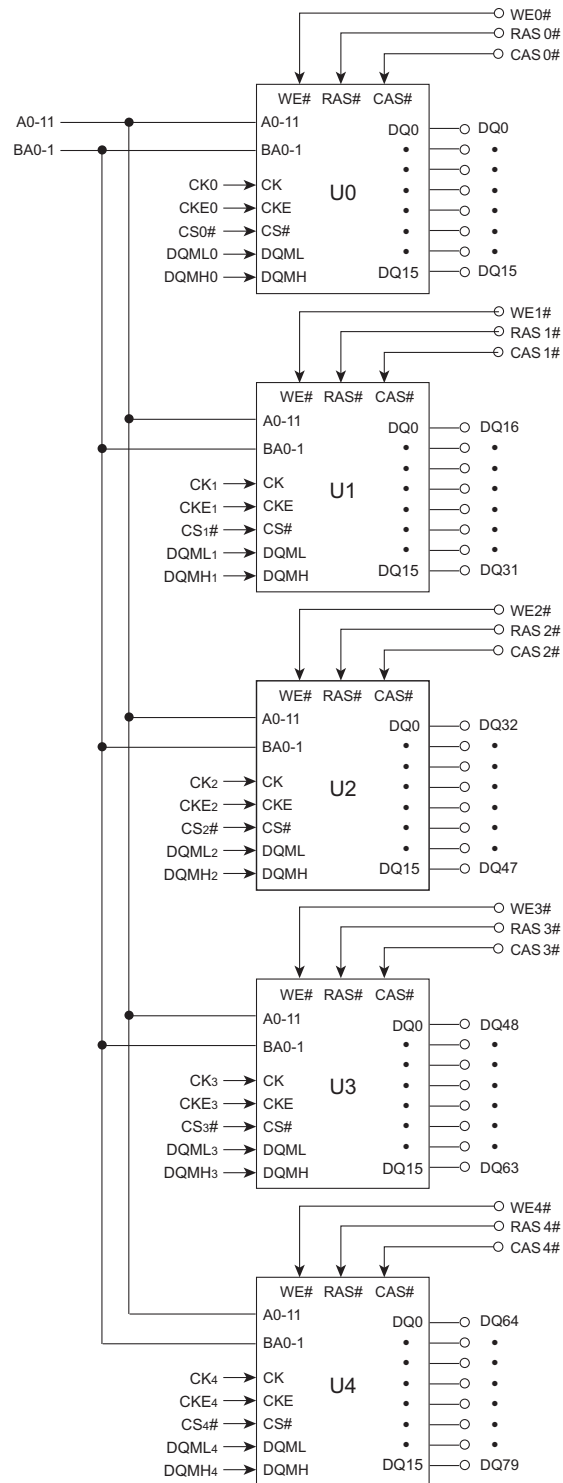 WE0#
RAS 0#
CAS 0#
WE# RAS# CAS#
A0-11 A0-11
DQ0 DQ0
BA0-1 BA0-1
CK0 CK
CKE0 CKE
U0
CS0# CS#
DQML0 DQML
DQMH0 DQMH
DQ15 DQ15
WE1#
RAS 1#
CAS 1#
WE# RAS# CAS#
A0-11
DQ0 DQ16
BA0-1
CK1 CK
U1
CKE1 CKE
CS1# CS#
DQML1 DQML
DQMH1 DQMH
DQ15 DQ31
WE2#
RAS 2#
CAS 2#
WE# RAS# CAS#
A0-11
DQ0 DQ32
BA0-1
CK2 CK
U2
CKE2 CKE
CS2# CS#
DQML2 DQML
DQMH2 DQMH
DQ15 DQ47
WE3#
RAS 3#
CAS 3#
WE# RAS# CAS#
A0-11
DQ0 DQ48
BA0-1
CK3 CK
U3
CKE3 CKE
CS3# CS#
DQML3 DQML
DQMH3 DQMH
DQ15 DQ63
WE4#
RAS 4#
CAS 4#
WE# RAS# CAS#
A0-11
DQ0 DQ64
BA0-1
CK4 CK
U4
CKE4 CKE
CS4# CS#
DQML4 DQML
DQMH4 DQMH
DQ15 DQ79